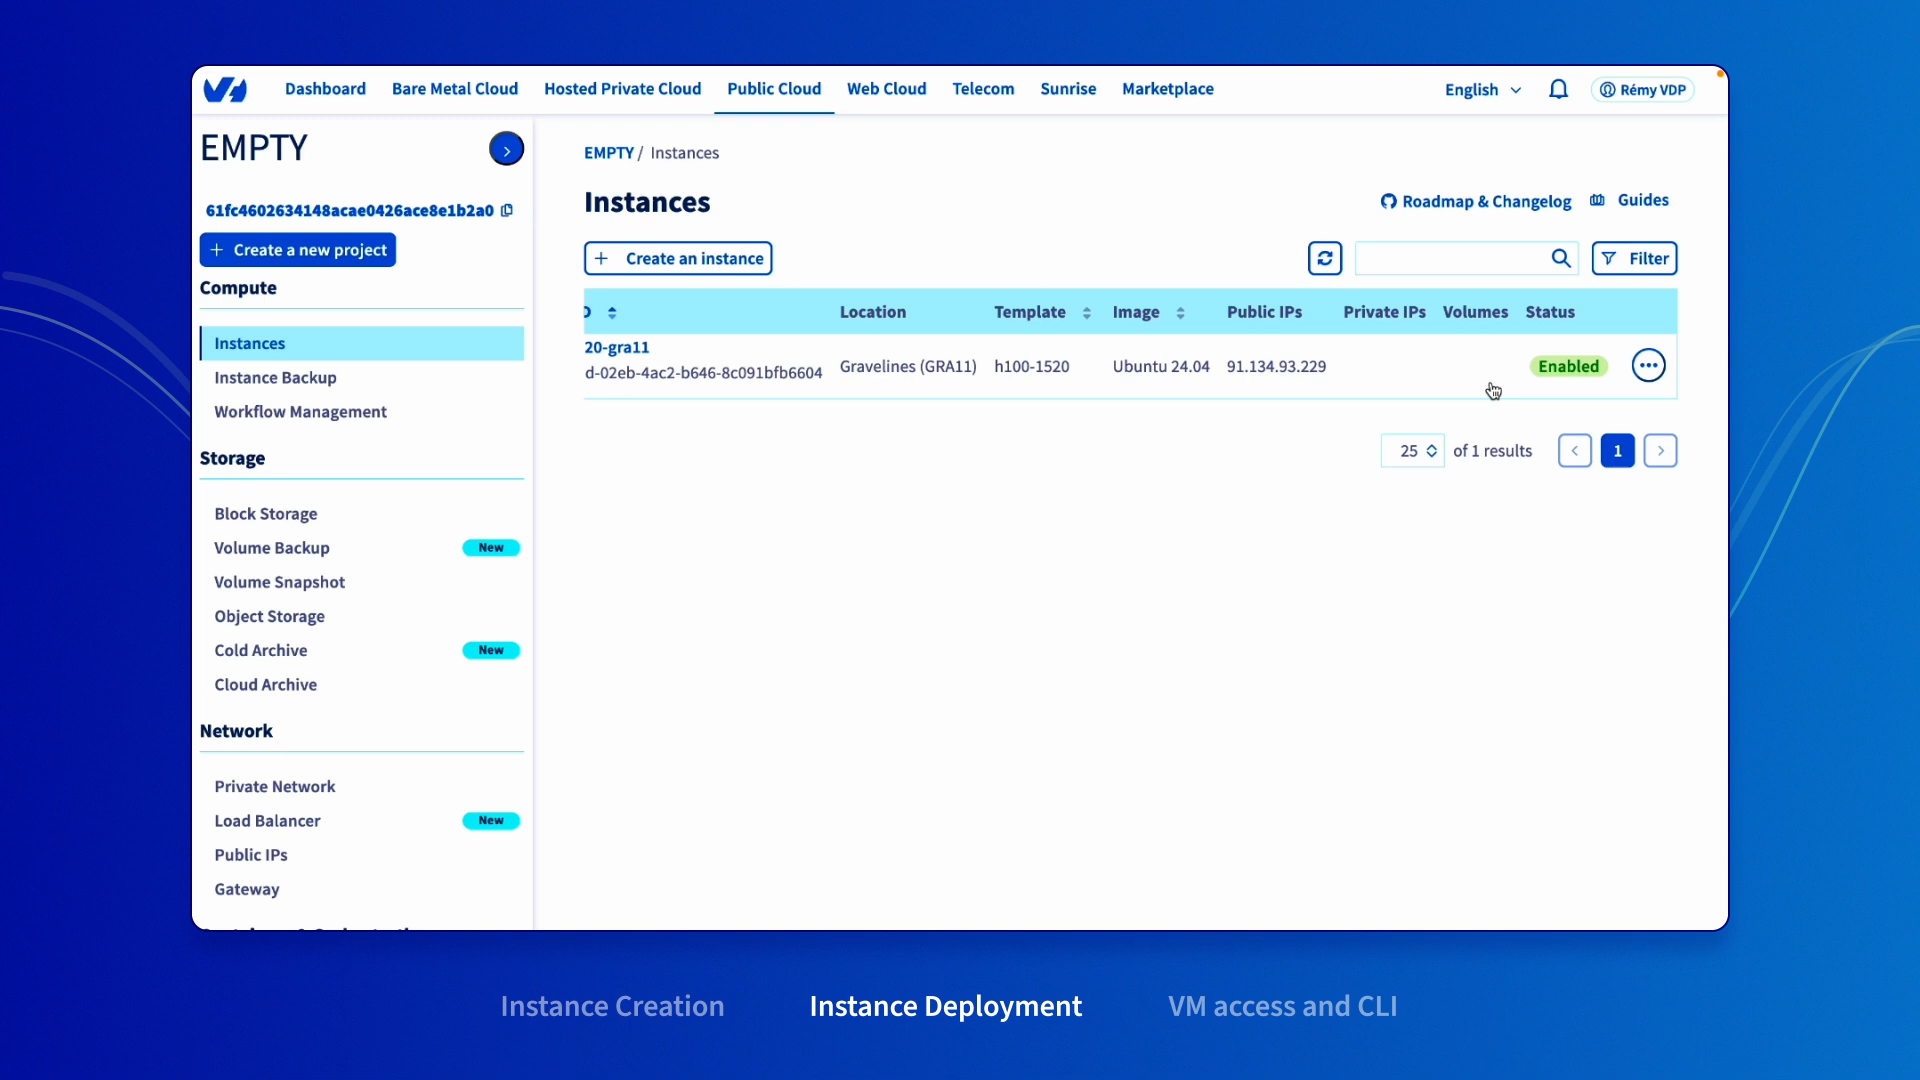 Dashboard Bare Metal Cloud Hosted Private Cloud Public Cloud Web Cloud Telecom Sunrise Marketplace English Rémy VDP
EMPTY
61fc4602634148acae0426ace8e1b2a0
+ Create a new project
Compute
Instances
Instance Backup
Workflow Management
Storage
Block Storage
Volume Backup New
Volume Snapshot
Object Storage
Cold Archive New
Cloud Archive
Network
Private Network
Load Balancer New
Public IPs
Gateway
EMPTY / Instances
Instances
Roadmap & Changelog Guides
+ Create an instance
Filter
Location Template Image Public IPs Private IPs Volumes Status
20-gra11
d-02eb-4ac2-b646-8c091bfb6604 Gravelines (GRA11) h100-1520 Ubuntu 24.04 91.134.93.229 Enabled
25 of 1 results < 1 >
Instance Creation Instance Deployment VM access and CLI